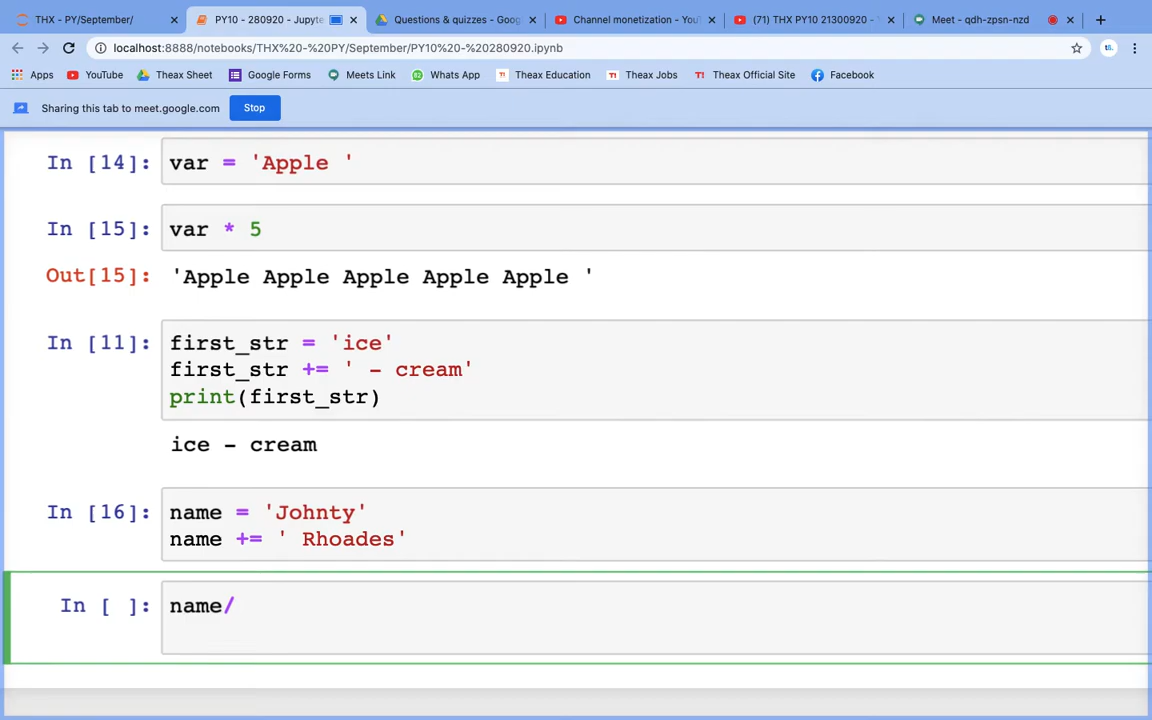 THX - PY/September/
PY10 - 280920 - Jupyte
Questions & quizzes - Goog
Channel monetization - You
(71) THX PY10 21300920 -
Meet - qdh-zpsn-nzd
localhost:8888/notebooks/THX%20-%20PY/September/PY10%20-%20280920.ipynb
Apps YouTube Theax Sheet Google Forms Meets Link Whats App Theax Education Theax Jobs Theax Official Site Facebook
Sharing this tab to meet.google.com Stop
In [14]: var = 'Apple '
In [15]: var * 5
Out[15]: 'Apple Apple Apple Apple Apple '
In [11]: first_str = 'ice'
first_str += ' - cream'
print(first_str)
ice - cream
In [16]: name = 'Johnty'
name += ' Rhoades'
In [ ]: name/